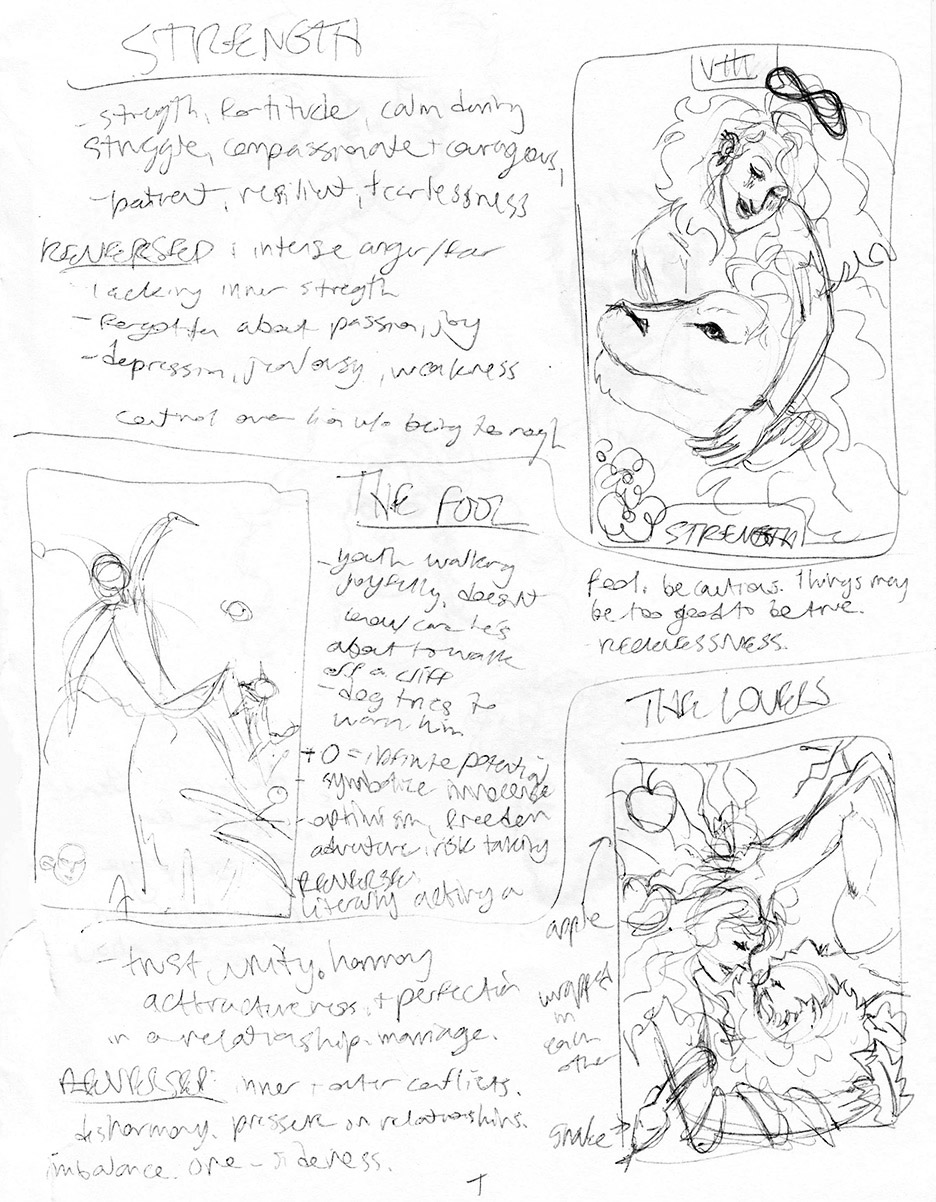 STRENGTH
- strength, fortitude, calm during
struggle, compassionate + couragous,
- patient, resilient, + fearlessness
REVERSED: intense anger/fear
lacking inner stregth
- forgotten about passion, joy
- depression, jealousy, weakness
control over lion w/o being too rough
VIII
STRENGTH
THE FOOL
- youth walking
joyfully, doesn't
know/care he's
about to walk
off a cliff
- dog tries to
warn him
+ 0 = infinite potential
- symbolize innocence
- optimism, freedom
adventure, risk taking
REVERSE:
literally acting a
fool. be cautious. Things may
be too good to be true.
RECKLESSNESS.
THE LOVERS
- trust, unity, harmony
attractiveness + perfection
in a relationship. marriage.
REVERSED: inner + outer conflicts.
disharmony. pressure on relationships.
imbalance. one-sideness.
apple
wrapped
in
each
other
snake